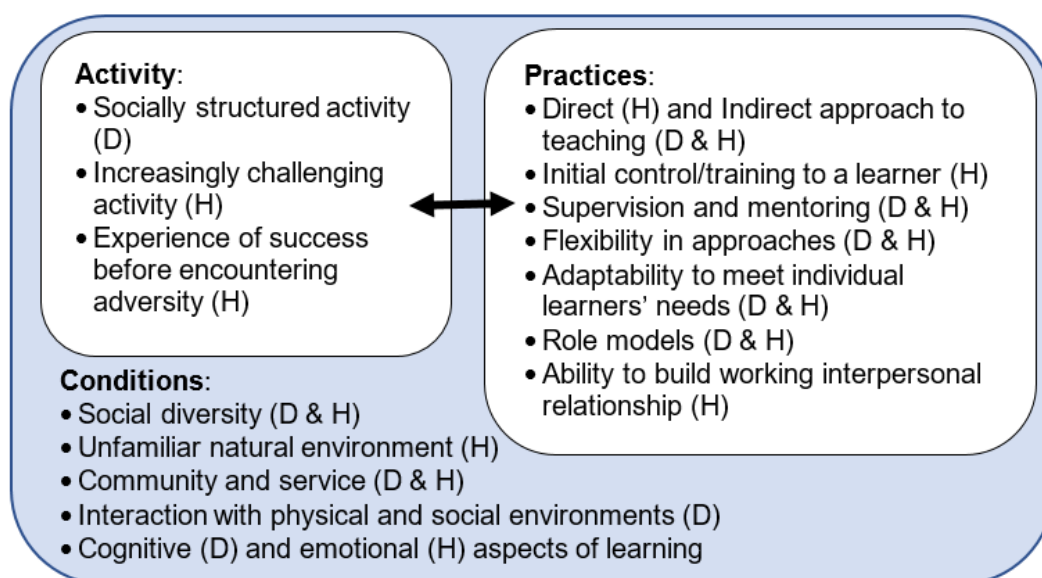 Activity:
• Socially structured activity
(D)
• Increasingly challenging
activity (H)
• Experience of success
before encountering
adversity (H)
Practices:
• Direct (H) and Indirect approach to
teaching (D & H)
• Initial control/training to a learner (H)
• Supervision and mentoring (D & H)
• Flexibility in approaches (D & H)
• Adaptability to meet individual
learners’ needs (D & H)
• Role models (D & H)
• Ability to build working interpersonal
relationship (H)
Conditions:
• Social diversity (D & H)
• Unfamiliar natural environment (H)
• Community and service (D & H)
• Interaction with physical and social environments (D)
• Cognitive (D) and emotional (H) aspects of learning